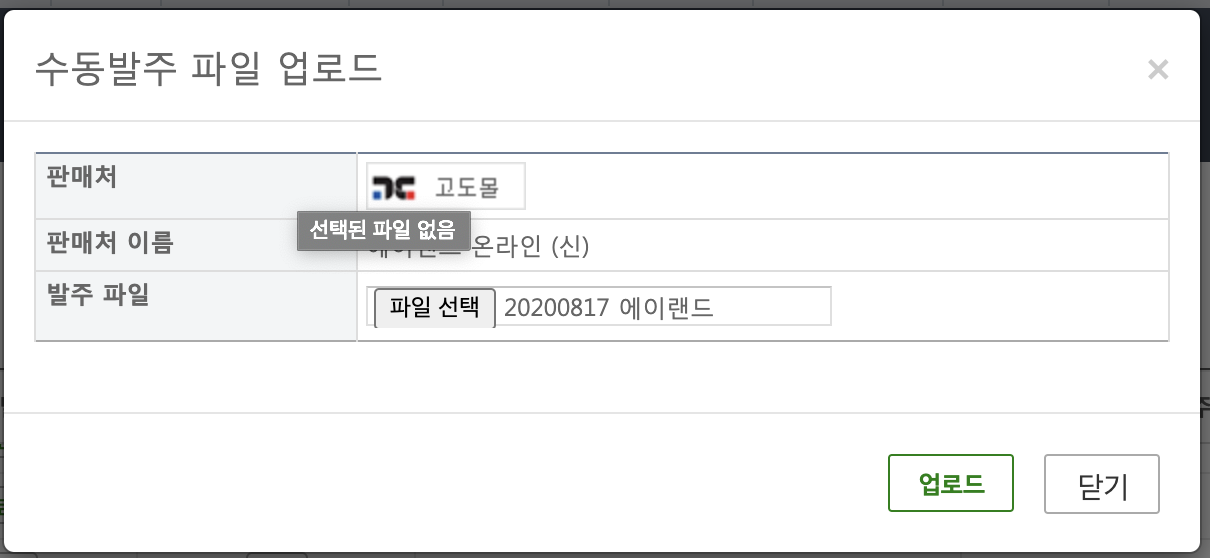 수동발주 파일 업로드
×
판매처
고도몰
선택된 파일 없음
판매처 이름
온라인 (신)
발주 파일
파일 선택 20200817 에이랜드
업로드
닫기